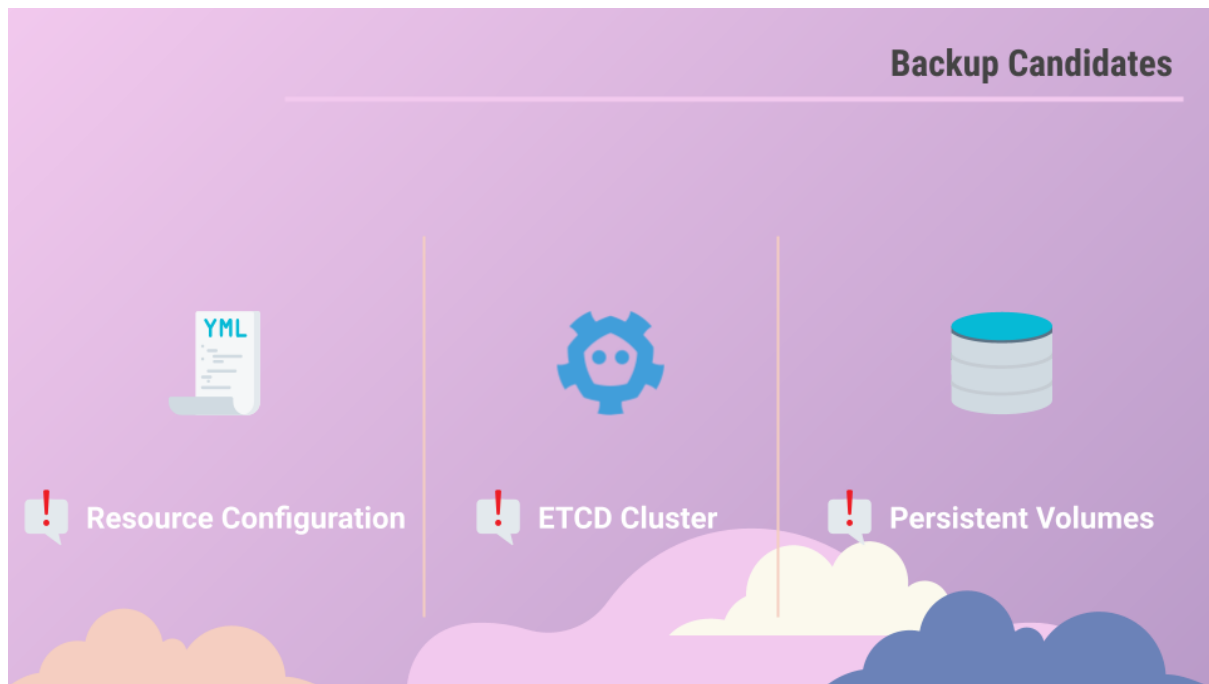 Backup Candidates
YML
! Resource Configuration
! ETCD Cluster
! Persistent Volumes